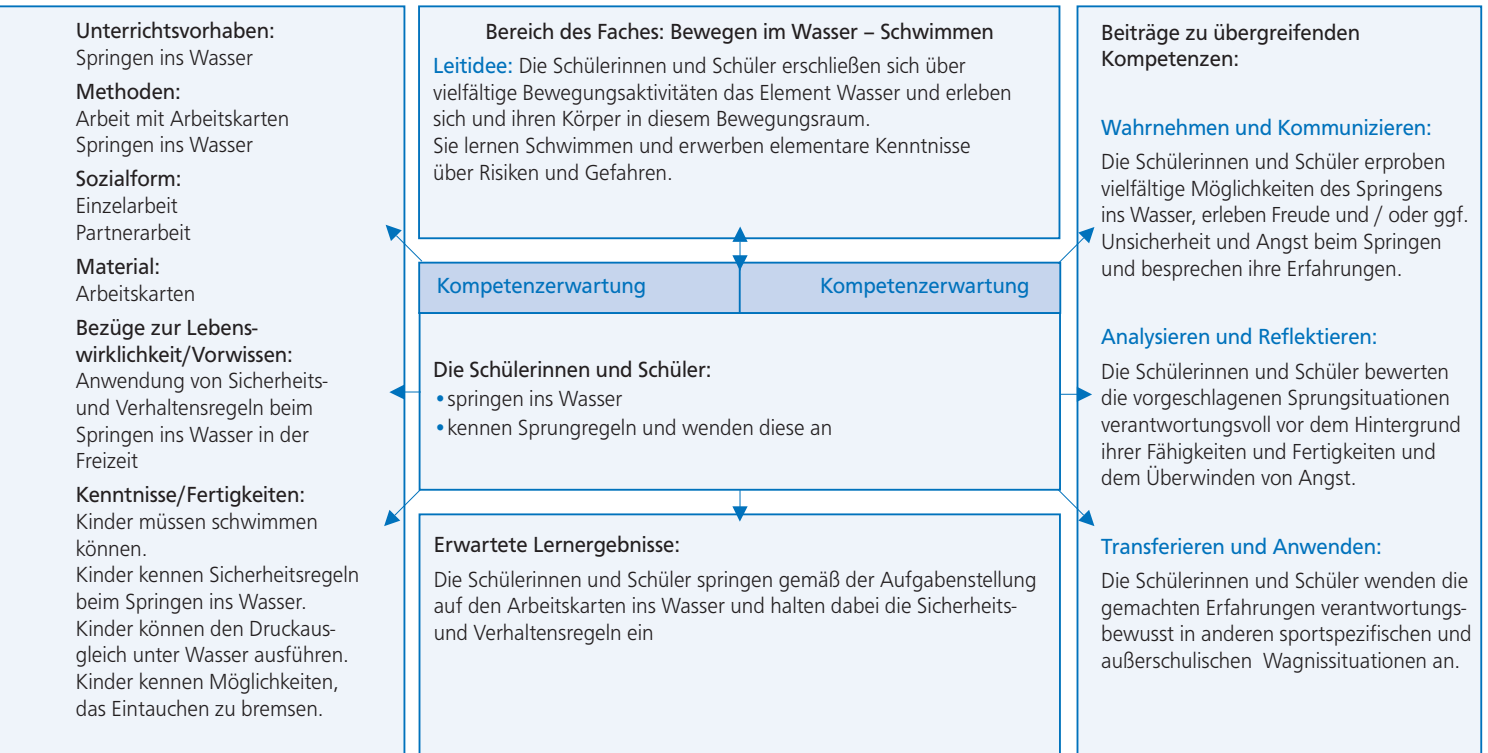 Unterrichtsvorhaben:
Springen ins Wasser
Methoden:
Arbeit mit Arbeitskarten
Springen ins Wasser
Sozialform:
Einzelarbeit
Partnerarbeit
Material:
Arbeitskarten
Bezüge zur Lebens-
wirklichkeit/Vorwissen:
Anwendung von Sicherheits-
und Verhaltensregeln beim
Springen ins Wasser in der
Freizeit
Kenntnisse/Fertigkeiten:
Kinder müssen schwimmen
können.
Kinder kennen Sicherheitsregeln
beim Springen ins Wasser.
Kinder können den Druckaus-
gleich unter Wasser ausführen.
Kinder kennen Möglichkeiten,
das Eintauchen zu bremsen.
Bereich des Faches: Bewegen im Wasser – Schwimmen
Leitidee: Die Schülerinnen und Schüler erschließen sich über
vielfältige Bewegungsaktivitäten das Element Wasser und erleben
sich und ihren Körper in diesem Bewegungsraum.
Sie lernen Schwimmen und erwerben elementare Kenntnisse
über Risiken und Gefahren.
Kompetenzerwartung Kompetenzerwartung
Die Schülerinnen und Schüler:
• springen ins Wasser
• kennen Sprungregeln und wenden diese an
Erwartete Lernergebnisse:
Die Schülerinnen und Schüler springen gemäß der Aufgabenstellung
auf den Arbeitskarten ins Wasser und halten dabei die Sicherheits-
und Verhaltensregeln ein
Beiträge zu übergreifenden
Kompetenzen:
Wahrnehmen und Kommunizieren:
Die Schülerinnen und Schüler erproben
vielfältige Möglichkeiten des Springens
ins Wasser, erleben Freude und / oder ggf.
Unsicherheit und Angst beim Springen
und besprechen ihre Erfahrungen.
Analysieren und Reflektieren:
Die Schülerinnen und Schüler bewerten
die vorgeschlagenen Sprungsituationen
verantwortungsvoll vor dem Hintergrund
ihrer Fähigkeiten und Fertigkeiten und
dem Überwinden von Angst.
Transferieren und Anwenden:
Die Schülerinnen und Schüler wenden die
gemachten Erfahrungen verantwortungs-
bewusst in anderen sportspezifischen und
außerschulischen Wagnissituationen an.